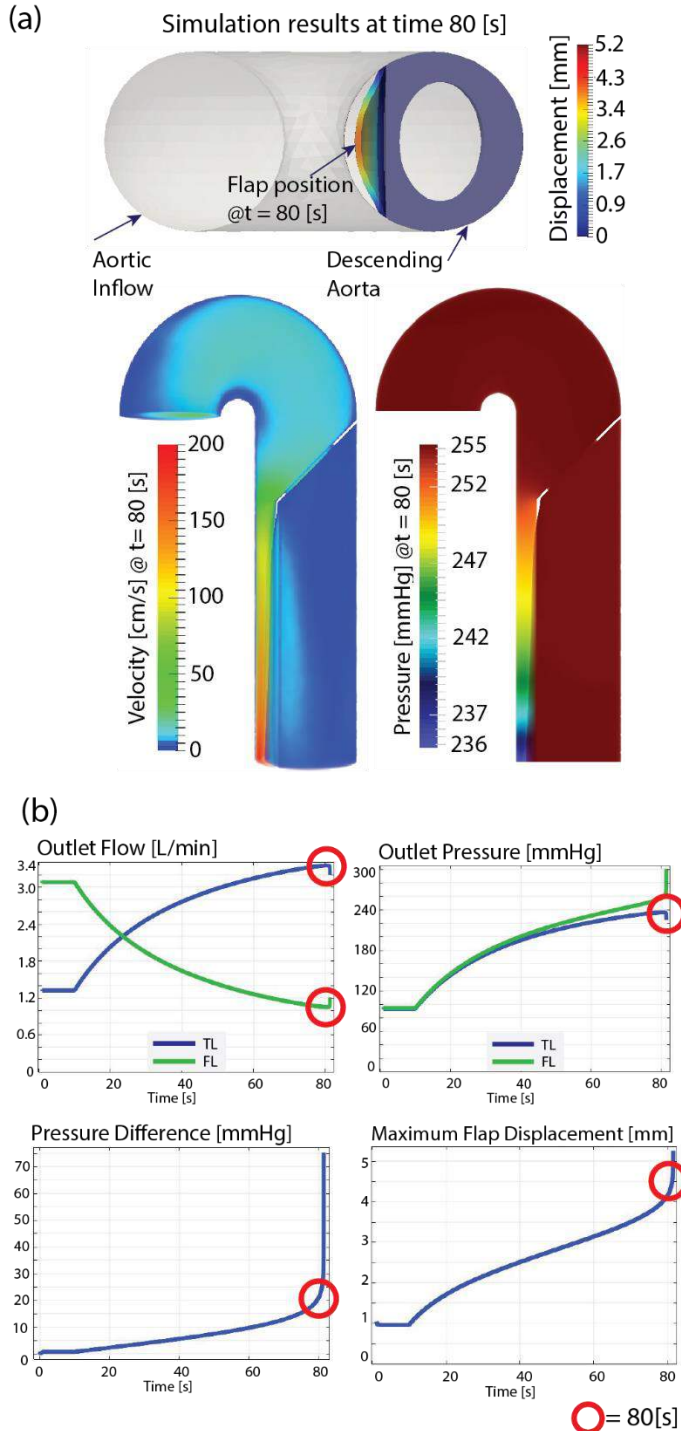 (a)
Simulation results at time 80 [s]
Displacement [mm]
5.2
4.3
3.4
2.6
1.7
0.9
0
Flap position
@t = 80 [s]
Aortic
Inflow
Descending
Aorta
Velocity [cm/s] @ t= 80 [s]
200
150
100
50
0
Pressure [mmHg] @t = 80 [s]
255
252
247
242
237
236
(b)
Outlet Flow [L/min]
3.4
3.0
2.4
1.8
1.2
0.6
0
TL
FL
0 20 40 60 80
Time [s]
Outlet Pressure [mmHg]
300
240
180
120
60
0
TL
FL
0 20 40 60 80
Time [s]
Pressure Difference [mmHg]
70
60
50
40
30
20
10
0
0 20 40 60 80
Time [s]
Maximum Flap Displacement [mm]
5
4
3
2
1
0
0 20 40 60 80
Time [s]
= 80[s]